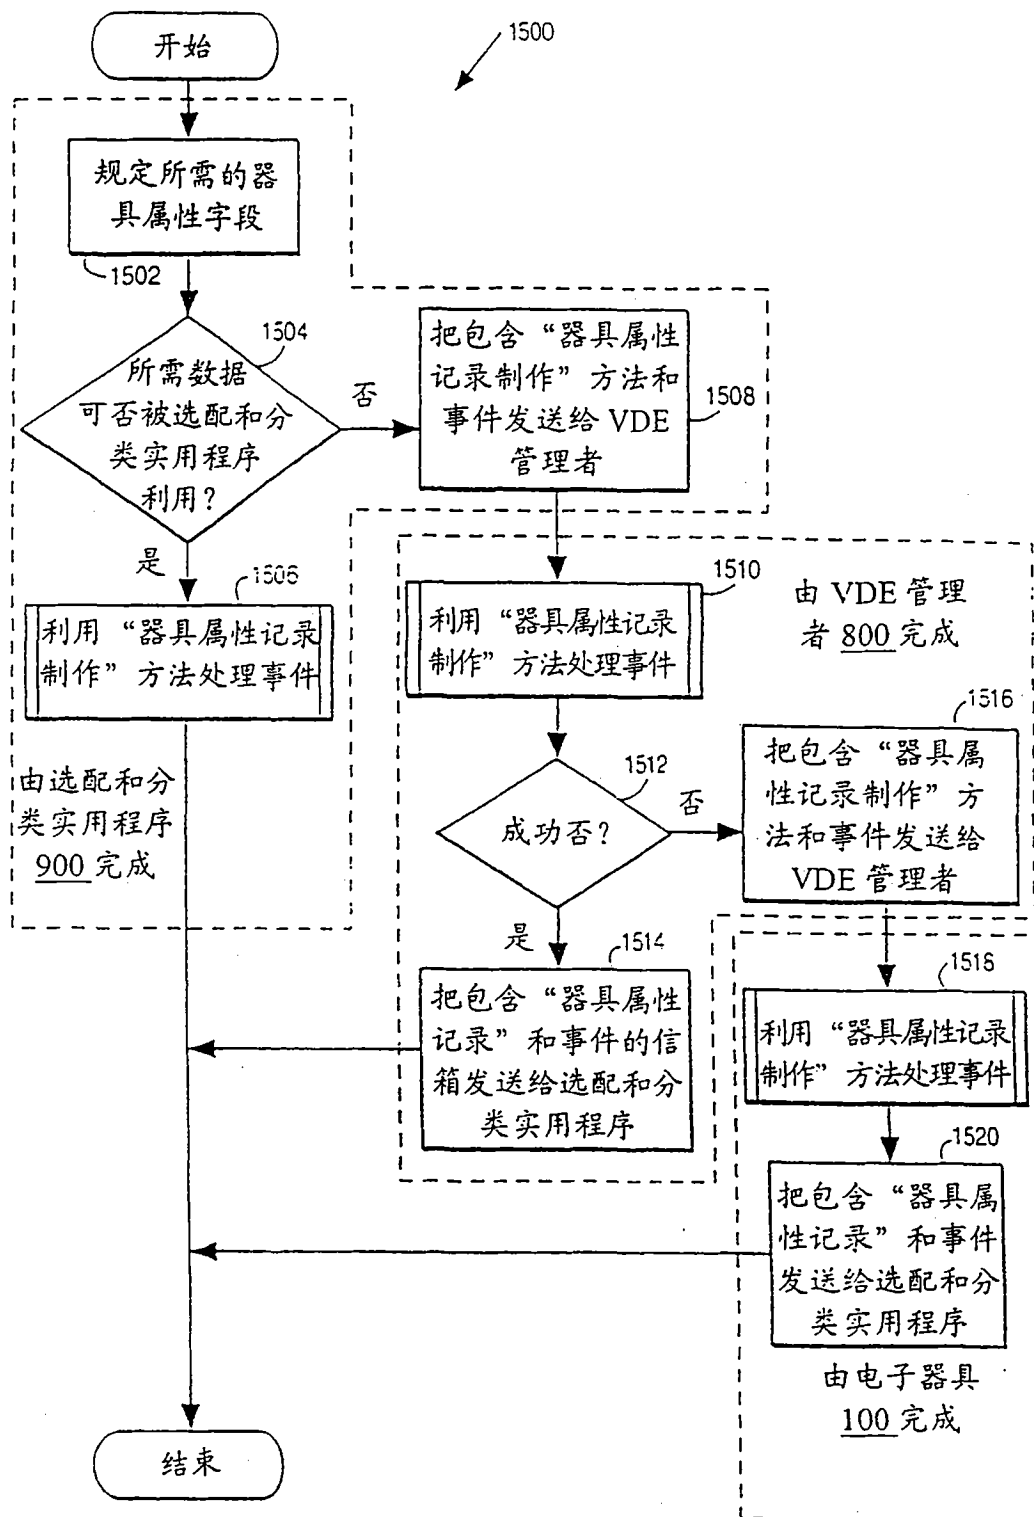 开始
1500
规定所需的器
具属性字段
1502
1504
所需数据
可否被选配和分
类实用程序
利用？
否
是
把包含“器具属性
记录制作”方法和
事件发送给 VDE
管理者
1508
1506
利用“器具属性记录
制作”方法处理事件
由选配和分
类实用程序
900 完成
1510
利用“器具属性记录
制作”方法处理事件
由 VDE 管理
者 800 完成
1512
成功否？
否
是
1516
把包含“器具属
性记录制作”方
法和事件发送给
VDE 管理者
1514
把包含“器具属性
记录”和事件的信
箱发送给选配和分
类实用程序
1518
利用“器具属性记录
制作”方法处理事件
1520
把包含“器具属
性记录”和事件
发送给选配和分
类实用程序
由电子器具
100 完成
结束